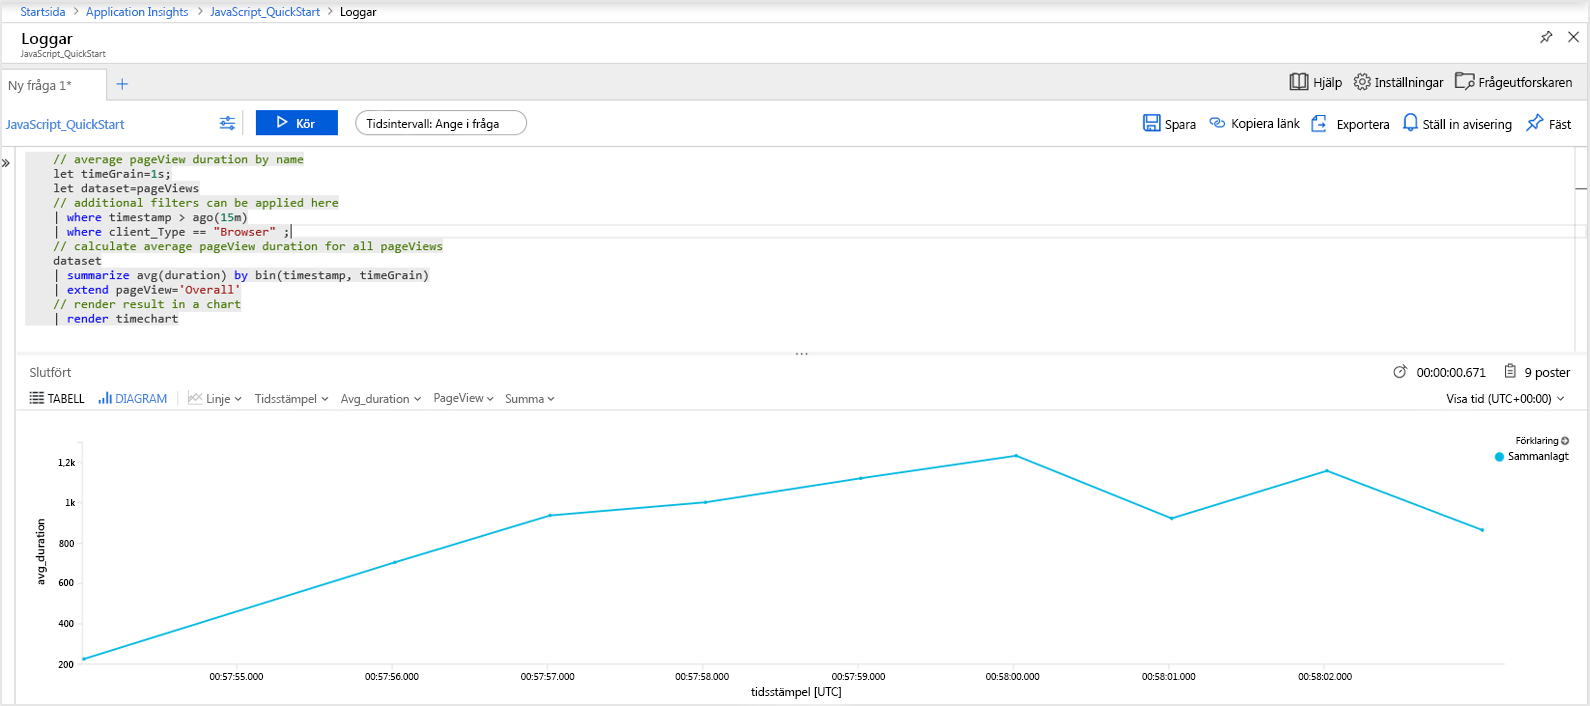 Startsida > Application Insights > JavaScript_QuickStart > Loggar
Loggar
JavaScript_QuickStart
Ny fråga 1*
+
Hjälp Inställningar Frågeutforskaren
JavaScript_QuickStart
Kör
Tidsintervall: Ange i fråga
Spara Kopiera länk Exportera Ställ in avisering Fäst
// average pageView duration by name
let timeGrain=1s;
let dataset=pageViews
// additional filters can be applied here
| where timestamp > ago(15m)
| where client_Type == "Browser" ;
// calculate average pageView duration for all pageViews
dataset
| summarize avg(duration) by bin(timestamp, timeGrain)
| extend pageView='Overall'
// render result in a chart
| render timechart
Slutfört
00:00:00.671 9 poster
TABELL DIAGRAM Linje Tidsstämpel Avg_duration PageView Summa
Visa tid (UTC+00:00)
Förklaring
Sammanlagt
1,2k
1k
800
600
400
200
avg_duration
00:57:55.000 00:57:56.000 00:57:57.000 00:57:58.000 00:57:59.000 00:58:00.000 00:58:01.000 00:58:02.000
tidsstämpel [UTC]